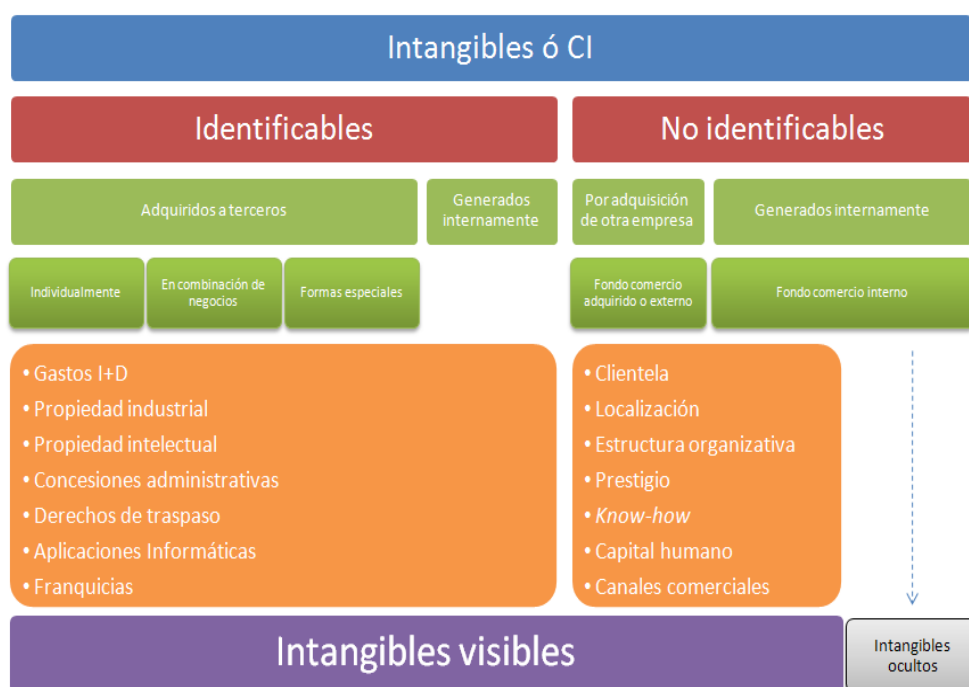 Intangibles ó CI
Identificables
No identificables
Adquiridos a terceros
Generados
internamente
Por adquisición
de otra empresa
Generados internamente
Individualmente
En combinación de
negocios
Formas especiales
Fondo comercio
adquirido o externo
Fondo comercio interno
• Gastos I+D
• Propiedad industrial
• Propiedad intelectual
• Concesiones administrativas
• Derechos de traspaso
• Aplicaciones Informáticas
• Franquicias
• Clientela
• Localización
• Estructura organizativa
• Prestigio
• Know-how
• Capital humano
• Canales comerciales
Intangibles visibles
Intangibles
ocultos